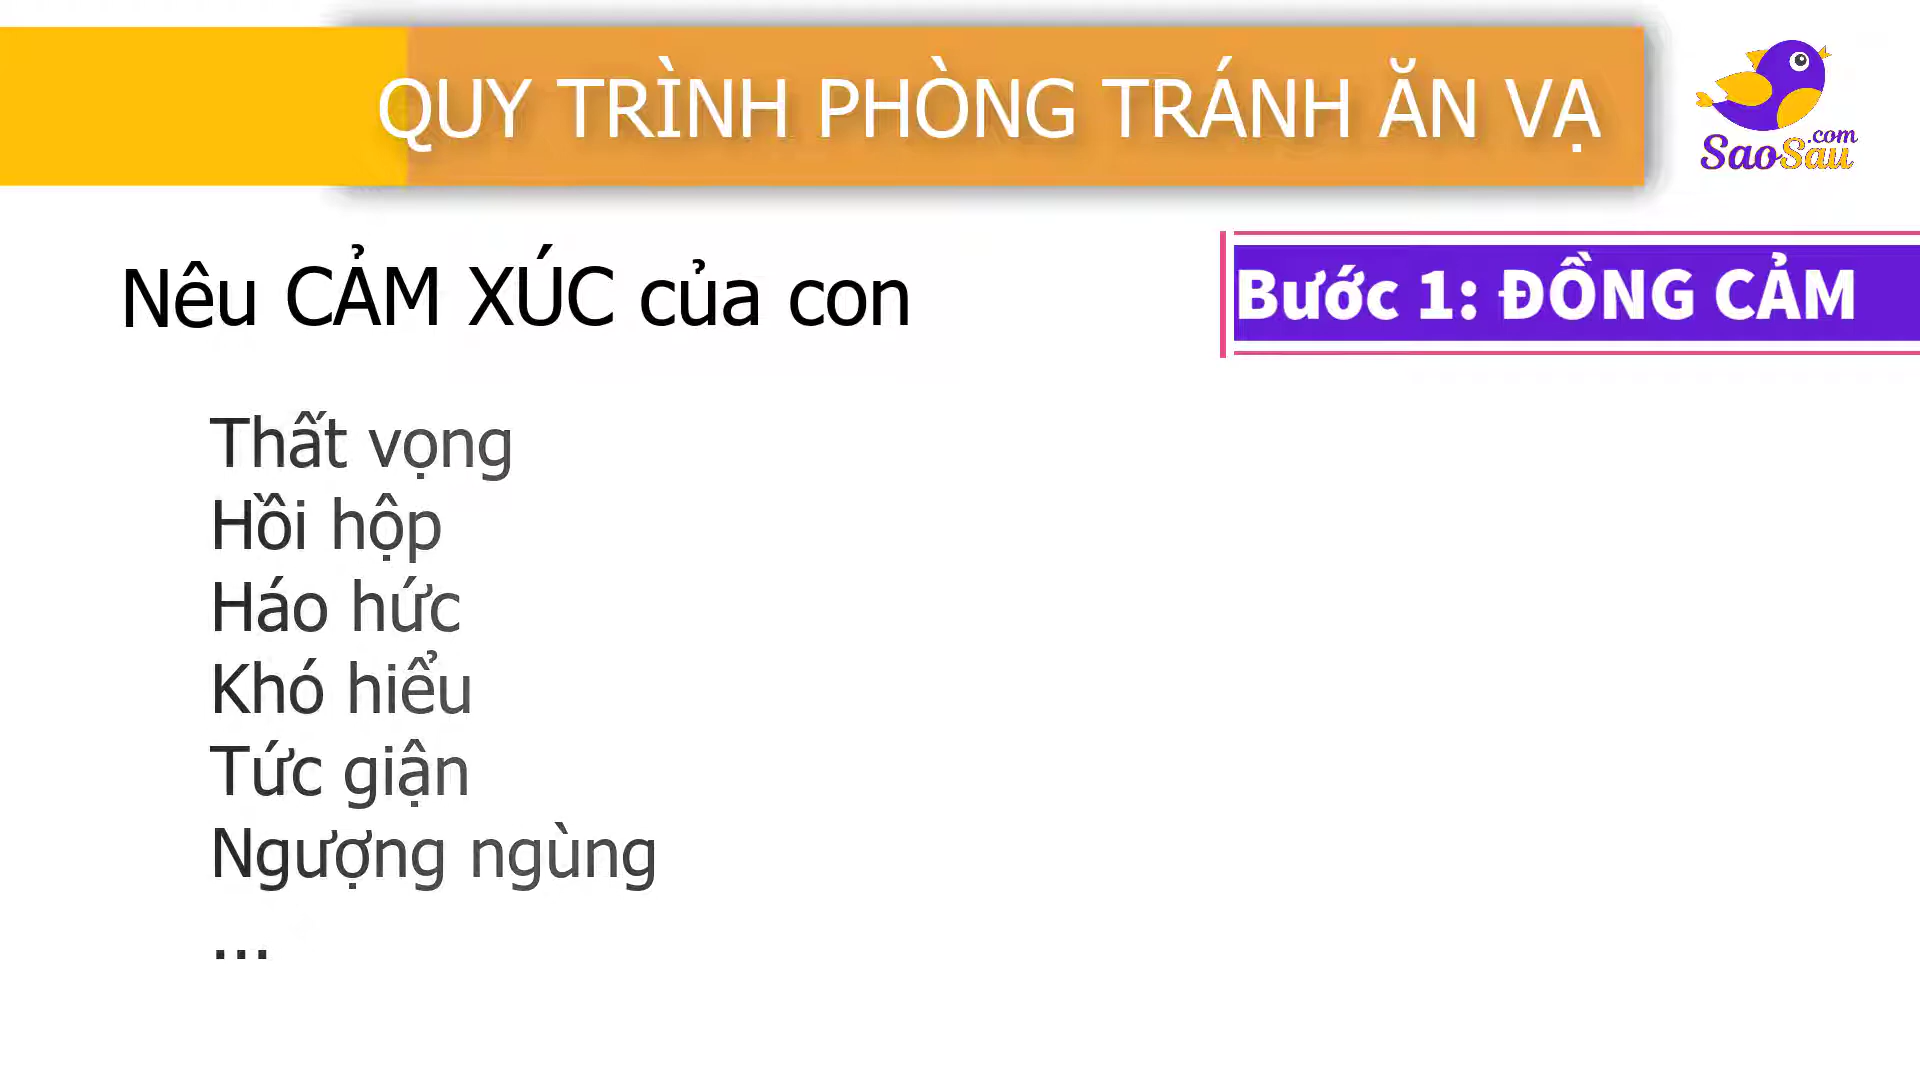 QUY TRÌNH PHÒNG TRÁNH ĂN VẠ
SaoSau.com
Nêu CẢM XÚC của con
Bước 1: ĐỒNG CẢM
Thất vọng
Hồi hộp
Háo hức
Khó hiểu
Tức giận
Ngượng ngùng
...